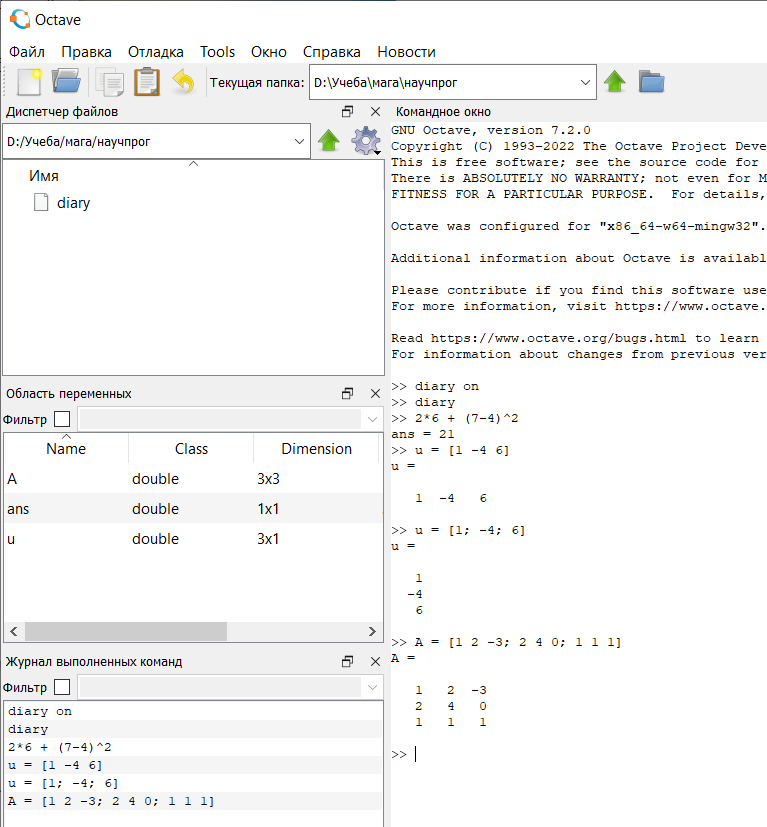 Octave
Файл Правка Отладка Tools Окно Справка Новости
Текущая папка: D:\Учеба\мага\научпрог
Диспетчер файлов
D:/Учеба/мага/научпрог
Имя
diary
Область переменных
Фильтр
Name Class Dimension
A double 3x3
ans double 1x1
u double 3x1
Журнал выполненных команд
Фильтр
diary on
diary
2*6 + (7-4)^2
u = [1 -4 6]
u = [1; -4; 6]
A = [1 2 -3; 2 4 0; 1 1 1]
Командное окно
GNU Octave, version 7.2.0
Copyright (C) 1993-2022 The Octave Project Deve
This is free software; see the source code for
There is ABSOLUTELY NO WARRANTY; not even for M
FITNESS FOR A PARTICULAR PURPOSE.  For details,
Octave was configured for "x86_64-w64-mingw32".
Additional information about Octave is availabl
Please contribute if you find this software use
For more information, visit https://www.octave.
Read https://www.octave.org/bugs.html to learn
For information about changes from previous ver
>> diary on
>> diary
>> 2*6 + (7-4)^2
ans = 21
>> u = [1 -4 6]
u =
1 -4 6
>> u = [1; -4; 6]
u =
1
-4
6
>> A = [1 2 -3; 2 4 0; 1 1 1]
A =
1 2 -3
2 4 0
1 1 1
>>